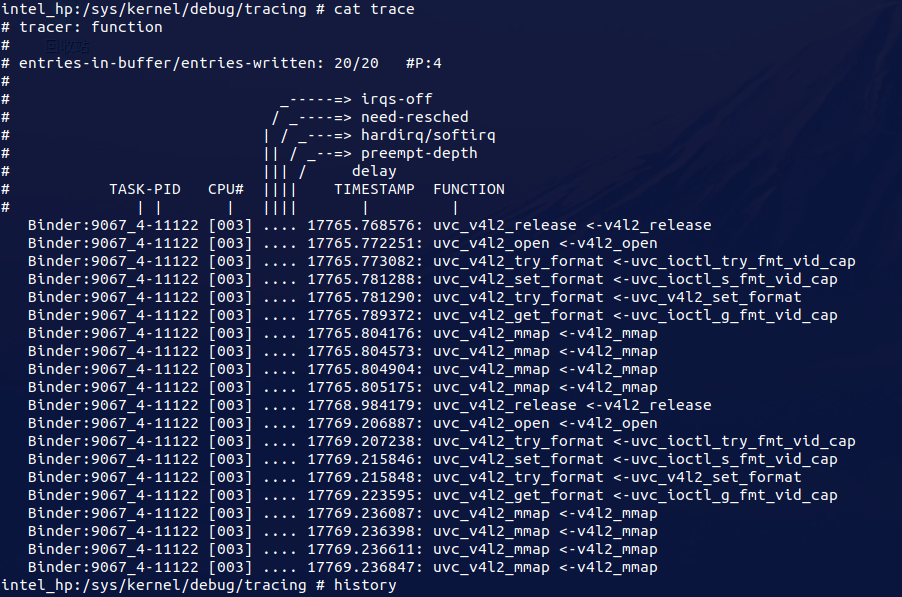 intel_hp:/sys/kernel/debug/tracing # cat trace
# tracer: function
#
# entries-in-buffer/entries-written: 20/20   #P:4
#
#                              _-----=> irqs-off
#                             / _----=> need-resched
#                            | / _---=> hardirq/softirq
#                            || / _--=> preempt-depth
#                            ||| /     delay
#           TASK-PID   CPU#  ||||    TIMESTAMP  FUNCTION
#              | |       |   ||||       |         |
   Binder:9067_4-11122 [003] .... 17765.768576: uvc_v4l2_release <-v4l2_release
   Binder:9067_4-11122 [003] .... 17765.772251: uvc_v4l2_open <-v4l2_open
   Binder:9067_4-11122 [003] .... 17765.773082: uvc_v4l2_try_format <-uvc_ioctl_try_fmt_vid_cap
   Binder:9067_4-11122 [003] .... 17765.781288: uvc_v4l2_set_format <-uvc_ioctl_s_fmt_vid_cap
   Binder:9067_4-11122 [003] .... 17765.781290: uvc_v4l2_try_format <-uvc_v4l2_set_format
   Binder:9067_4-11122 [003] .... 17765.789372: uvc_v4l2_get_format <-uvc_ioctl_g_fmt_vid_cap
   Binder:9067_4-11122 [003] .... 17765.804176: uvc_v4l2_mmap <-v4l2_mmap
   Binder:9067_4-11122 [003] .... 17765.804573: uvc_v4l2_mmap <-v4l2_mmap
   Binder:9067_4-11122 [003] .... 17765.804904: uvc_v4l2_mmap <-v4l2_mmap
   Binder:9067_4-11122 [003] .... 17765.805175: uvc_v4l2_mmap <-v4l2_mmap
   Binder:9067_4-11122 [003] .... 17768.984179: uvc_v4l2_release <-v4l2_release
   Binder:9067_4-11122 [003] .... 17769.206887: uvc_v4l2_open <-v4l2_open
   Binder:9067_4-11122 [003] .... 17769.207238: uvc_v4l2_try_format <-uvc_ioctl_try_fmt_vid_cap
   Binder:9067_4-11122 [003] .... 17769.215846: uvc_v4l2_set_format <-uvc_ioctl_s_fmt_vid_cap
   Binder:9067_4-11122 [003] .... 17769.215848: uvc_v4l2_try_format <-uvc_v4l2_set_format
   Binder:9067_4-11122 [003] .... 17769.223595: uvc_v4l2_get_format <-uvc_ioctl_g_fmt_vid_cap
   Binder:9067_4-11122 [003] .... 17769.236087: uvc_v4l2_mmap <-v4l2_mmap
   Binder:9067_4-11122 [003] .... 17769.236398: uvc_v4l2_mmap <-v4l2_mmap
   Binder:9067_4-11122 [003] .... 17769.236611: uvc_v4l2_mmap <-v4l2_mmap
   Binder:9067_4-11122 [003] .... 17769.236847: uvc_v4l2_mmap <-v4l2_mmap
intel_hp:/sys/kernel/debug/tracing # history